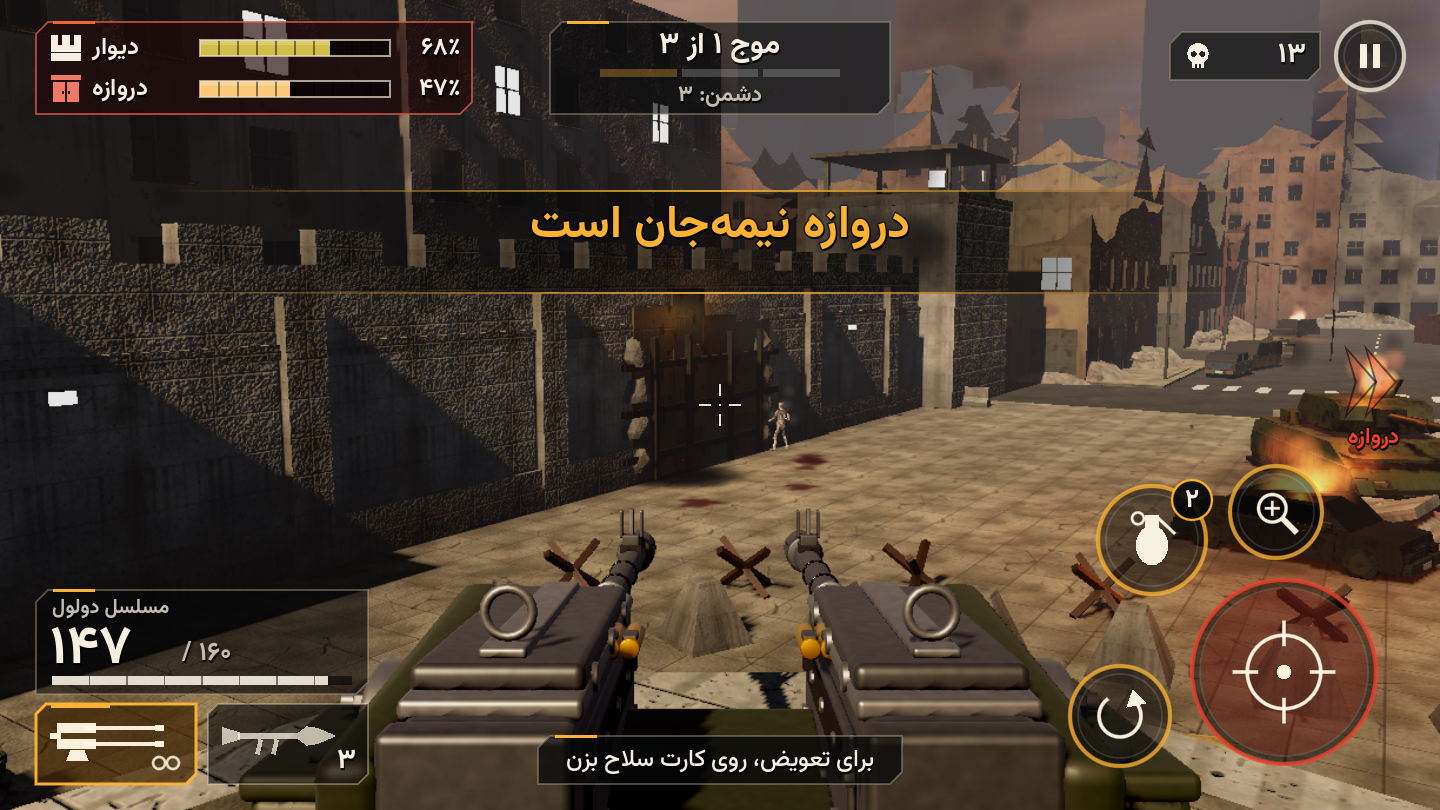 دیوار ۶۸٪
دروازه ۴۷٪
موج ۱ از ۳
دشمن: ۳
۱۳
دروازه نیمه‌جان است
دروازه
۲
مسلسل دولول
۱۴۷ / ۱۶۰
∞
۳
برای تعویض، روی کارت سلاح بزن